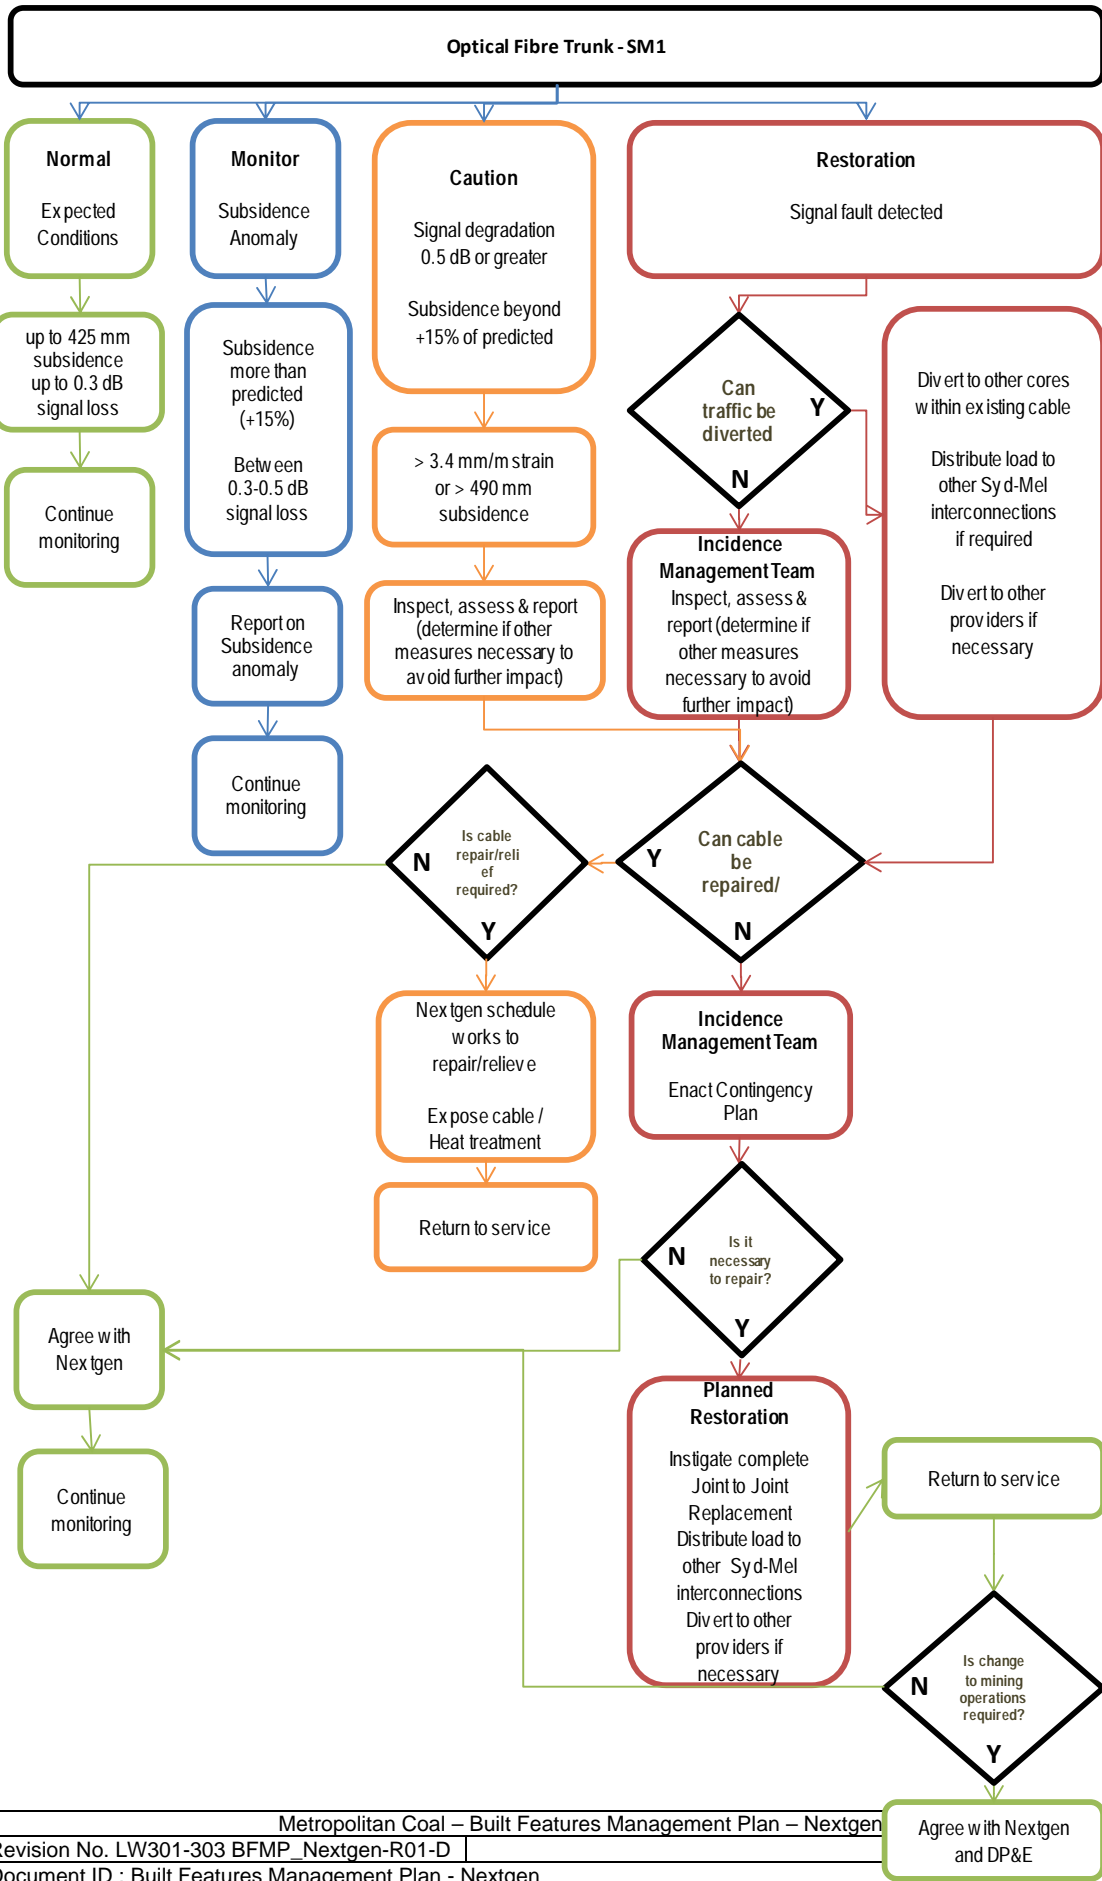 Optical Fibre Trunk - SM1
Normal
Expected
Conditions
up to 425 mm
subsidence
up to 0.3 dB
signal loss
Continue
monitoring
Monitor
Subsidence
Anomaly
Subsidence
more than
predicted
(+15%)
Between
0.3-0.5 dB
signal loss
Report on
Subsidence
anomaly
Continue
monitoring
Caution
Signal degradation
0.5 dB or greater
Subsidence beyond
+15% of predicted
> 3.4 mm/m strain
or > 490 mm
subsidence
Inspect, assess & report
(determine if other
measures necessary to
avoid further impact)
Restoration
Signal fault detected
Can
traffic be
diverted
Y
N
Divert to other cores
within existing cable
Distribute load to
other Syd-Mel
interconnections
if required
Divert to other
providers if
necessary
Incidence
Management Team
Inspect, assess &
report (determine if
other measures
necessary to avoid
further impact)
Can cable
be
repaired/
Y
N
Is cable
repair/reli
ef
required?
N
Y
Nextgen schedule
works to
repair/relieve
Expose cable /
Heat treatment
Return to service
Incidence
Management Team
Enact Contingency
Plan
Is it
necessary
to repair?
N
Y
Agree with
Nextgen
Continue
monitoring
Planned
Restoration
Instigate complete
Joint to Joint
Replacement
Distribute load to
other Syd-Mel
interconnections
Divert to other
providers if
necessary
Return to service
Is change
to mining
operations
required?
N
Y
Agree with Nextgen
and DP&E
Metropolitan Coal – Built Features Management Plan – Nextgen
Revision No. LW301-303 BFMP_Nextgen-R01-D
Document ID : Built Features Management Plan - Nextgen